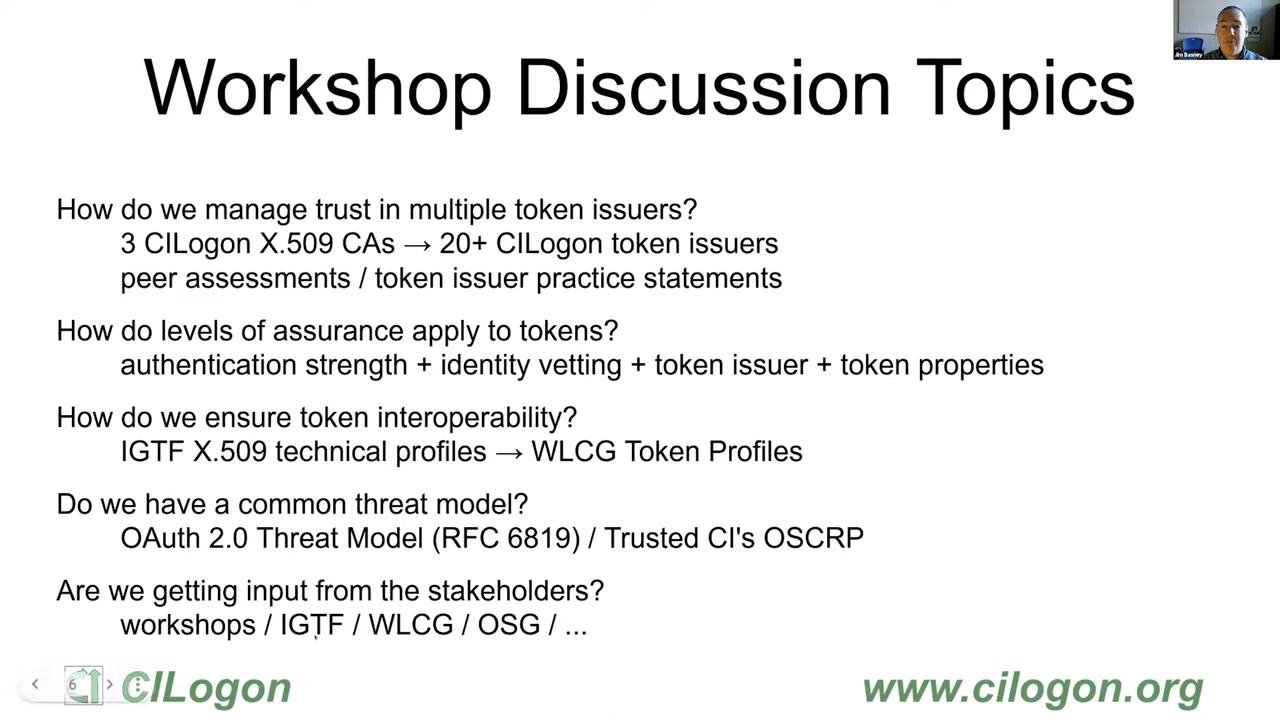 Jim Basney
Workshop Discussion Topics
How do we manage trust in multiple token issuers?
3 CILogon X.509 CAs → 20+ CILogon token issuers
peer assessments / token issuer practice statements
How do levels of assurance apply to tokens?
authentication strength + identity vetting + token issuer + token properties
How do we ensure token interoperability?
IGTF X.509 technical profiles → WLCG Token Profiles
Do we have a common threat model?
OAuth 2.0 Threat Model (RFC 6819) / Trusted CI's OSCRP
Are we getting input from the stakeholders?
workshops / IGTF / WLCG / OSG / ...
6
CILogon
www.cilogon.org